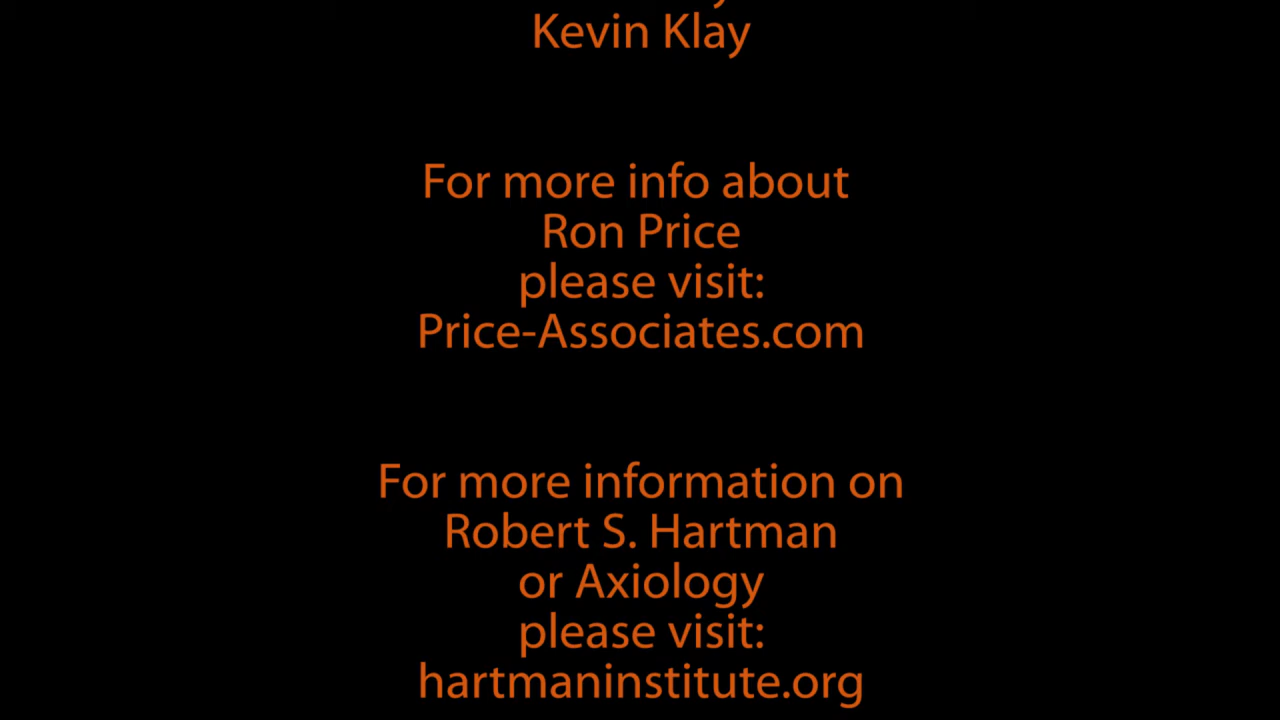 Kevin Klay
For more info about
Ron Price
please visit:
Price-Associates.com
For more information on
Robert S. Hartman
or Axiology
please visit:
hartmaninstitute.org